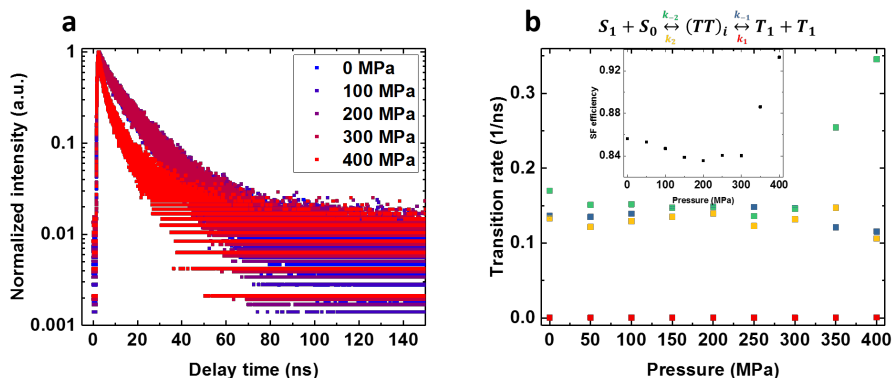 a
Normalized intensity (a.u.)
1
0.1
0.01
0.001
0 MPa
100 MPa
200 MPa
300 MPa
400 MPa
0 20 40 60 80 100 120 140
Delay time (ns)
b
k₋₂ k₋₁
S₁ + S₀ ↔ (TT)ᵢ ↔ T₁ + T₁
k₂ k₁
Transition rate (1/ns)
0.3
0.2
0.1
0.0
SF efficiency
0.92
0.88
0.84
0 100 200 300 400
Pressure (MPa)
0 50 100 150 200 250 300 350 400
Pressure (MPa)